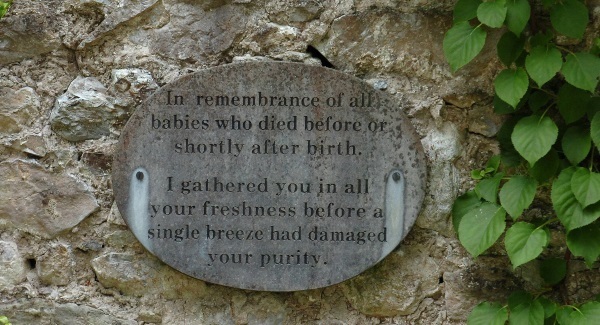 In remembrance of all
babies who died before or
shortly after birth.
I gathered you in all
your freshness before a
single breeze had damaged
your purity.